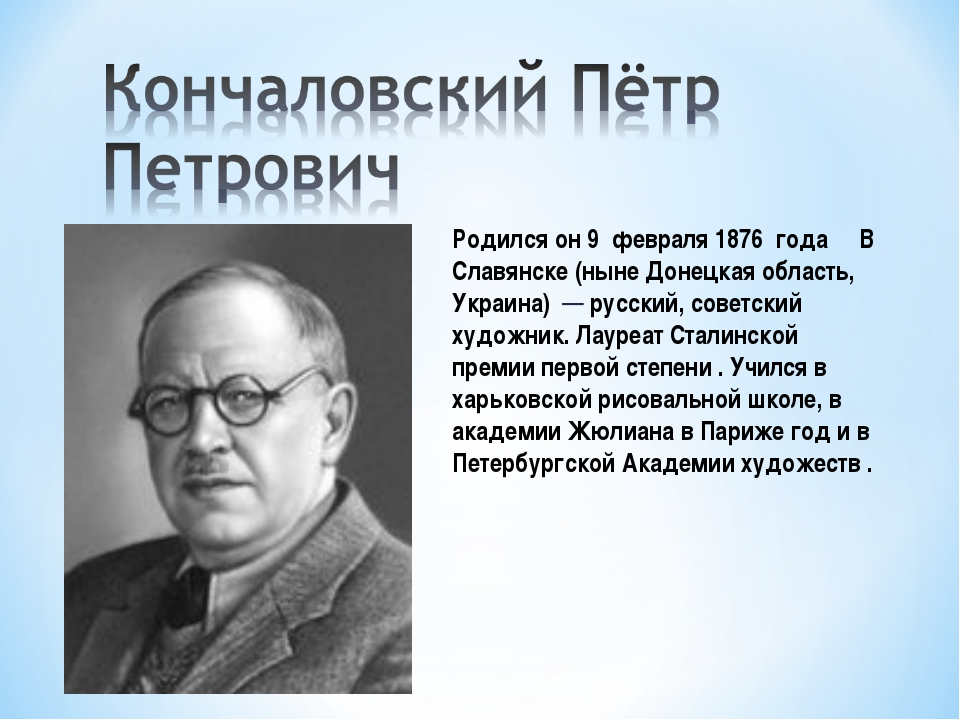 Кончаловский Пётр
Петрович
Родился он 9 февраля 1876 года В
Славянске (ныне Донецкая область,
Украина) — русский, советский
художник. Лауреат Сталинской
премии первой степени . Учился в
харьковской рисовальной школе, в
академии Жюлиана в Париже год и в
Петербургской Академии художеств .